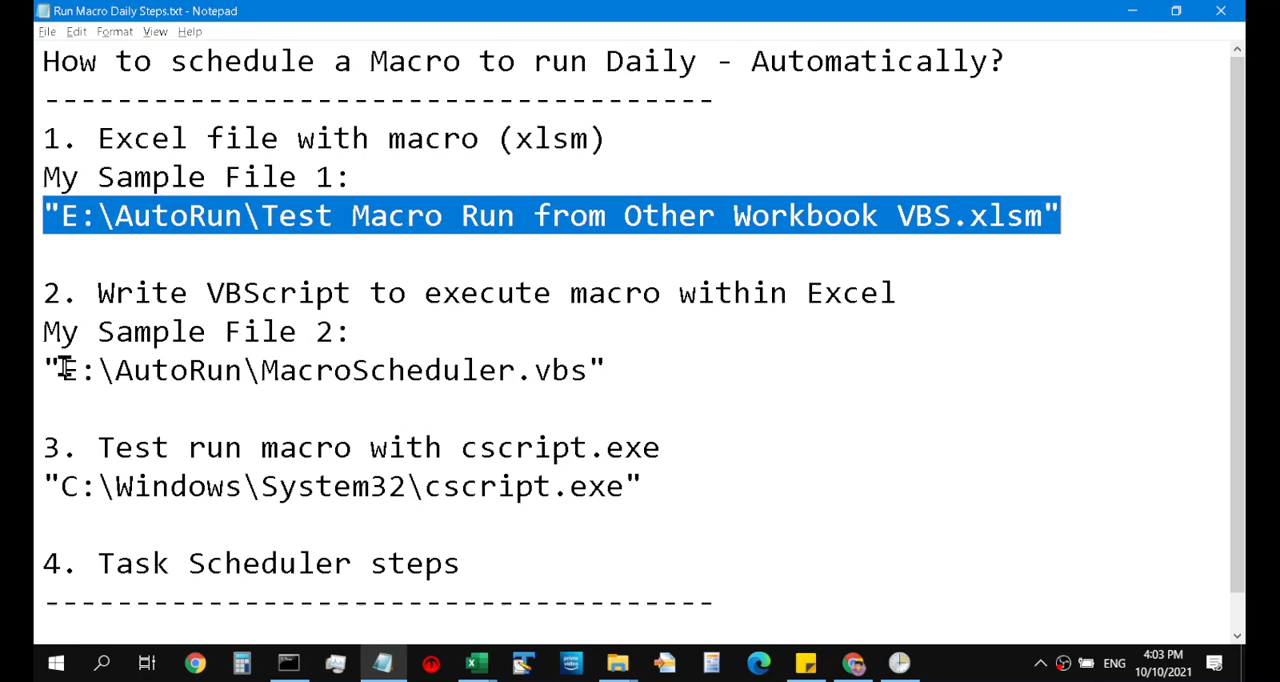 Run Macro Daily Steps.txt - Notepad
File Edit Format View Help
How to schedule a Macro to run Daily - Automatically?
-------------------------------------
1. Excel file with macro (xlsm)
My Sample File 1:
"E:\AutoRun\Test Macro Run from Other Workbook VBS.xlsm"
2. Write VBScript to execute macro within Excel
My Sample File 2:
"E:\AutoRun\MacroScheduler.vbs"
3. Test run macro with cscript.exe
"C:\Windows\System32\cscript.exe"
4. Task Scheduler steps
-------------------------------------
prime video
ENG
4:03 PM
10/10/2021